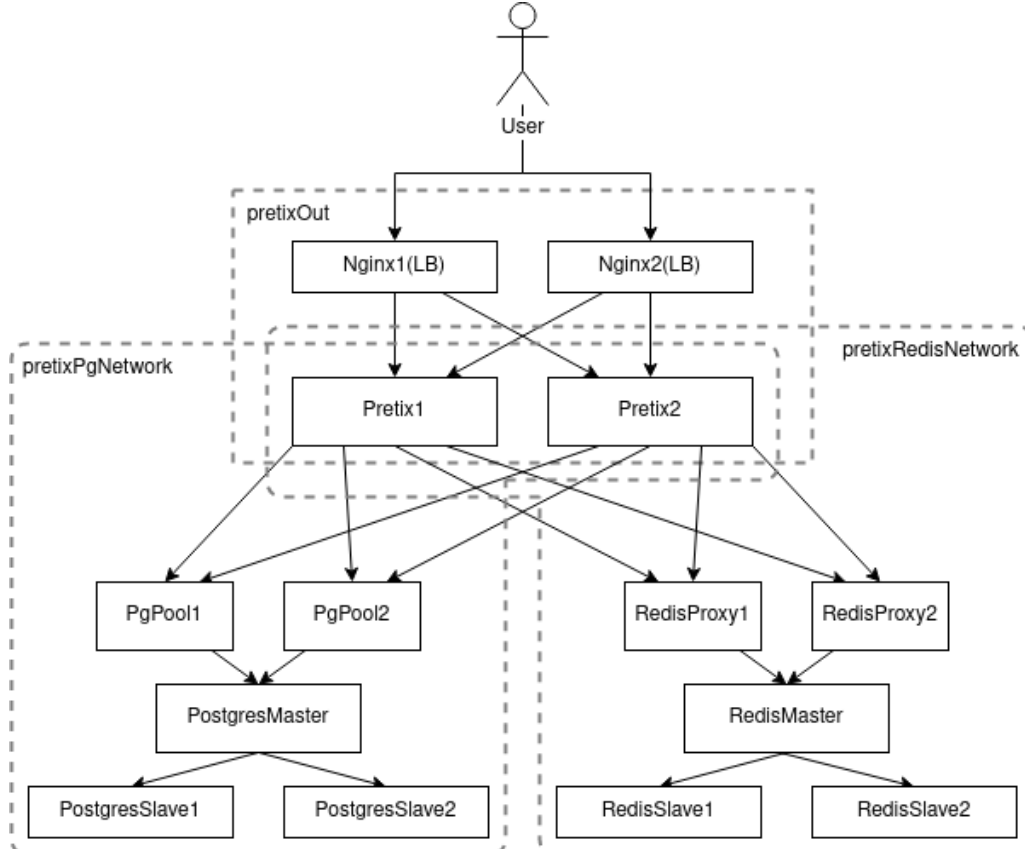 User
pretixOut
Nginx1(LB)
Nginx2(LB)
pretixPgNetwork
pretixRedisNetwork
Pretix1
Pretix2
PgPool1
PgPool2
RedisProxy1
RedisProxy2
PostgresMaster
RedisMaster
PostgresSlave1
PostgresSlave2
RedisSlave1
RedisSlave2